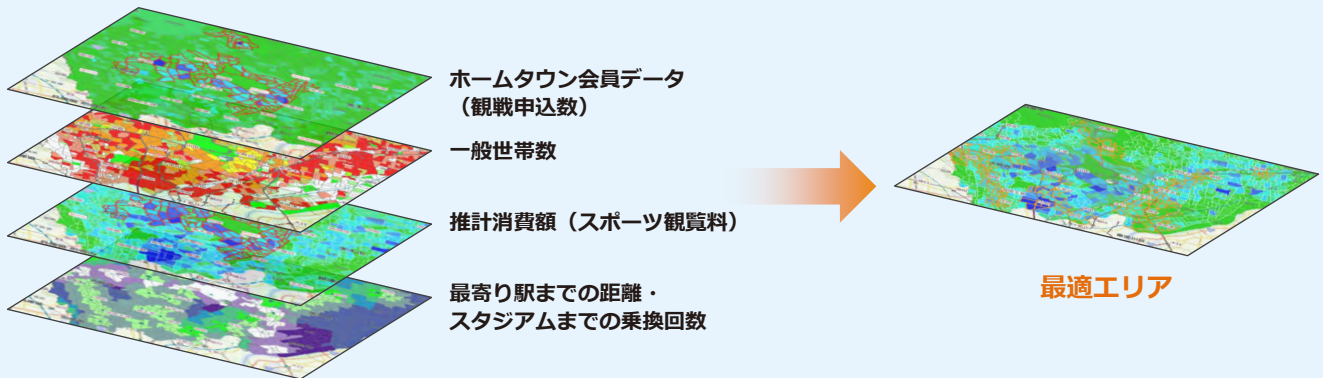 ホームタウン会員データ
（観戦申込数）
一般世帯数
推計消費額（スポーツ観覧料）
最寄り駅までの距離・
スタジアムまでの乗換回数
最適エリア